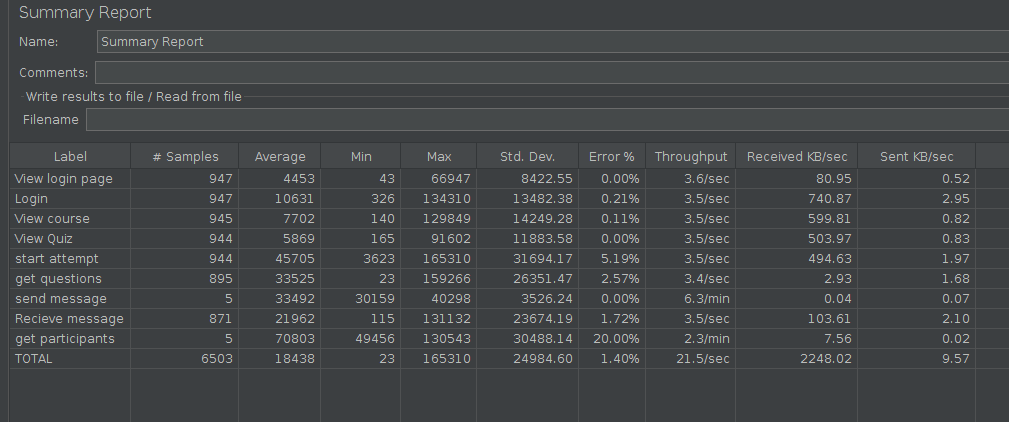 Summary Report
Name: Summary Report
Comments:
Write results to file / Read from file
Filename
Label # Samples Average Min Max Std. Dev. Error % Throughput Received KB/sec Sent KB/sec
View login page 947 4453 43 66947 8422.55 0.00% 3.6/sec 80.95 0.52
Login 947 10631 326 134310 13482.38 0.21% 3.5/sec 740.87 2.95
View course 945 7702 140 129849 14249.28 0.11% 3.5/sec 599.81 0.82
View Quiz 944 5869 165 91602 11883.58 0.00% 3.5/sec 503.97 0.83
start attempt 944 45705 3623 165310 31694.17 5.19% 3.5/sec 494.63 1.97
get questions 895 33525 23 159266 26351.47 2.57% 3.4/sec 2.93 1.68
send message 5 33492 30159 40298 3526.24 0.00% 6.3/min 0.04 0.07
Recieve message 871 21962 115 131132 23674.19 1.72% 3.5/sec 103.61 2.10
get participants 5 70803 49456 130543 30488.14 20.00% 2.3/min 7.56 0.02
TOTAL 6503 18438 23 165310 24984.60 1.40% 21.5/sec 2248.02 9.57